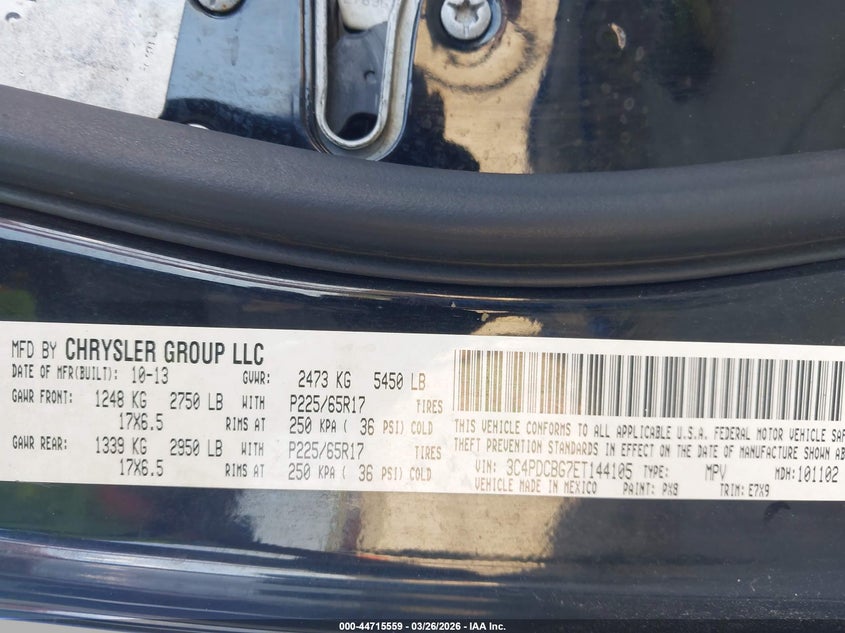 MFD BY CHRYSLER GROUP LLC
DATE OF MFR(BUILT): 10-13 GVWR: 2473 KG 5450 LB
GAWR FRONT: 1248 KG 2750 LB WITH P225/65R17 TIRES
17X6.5 RIMS AT 250 KPA ( 36 PSI) COLD
GAWR REAR: 1339 KG 2950 LB WITH P225/65R17 TIRES
17X6.5 RIMS AT 250 KPA ( 36 PSI) COLD
THIS VEHICLE CONFORMS TO ALL APPLICABLE U.S.A. FEDERAL MOTOR VEHICLE SAF
THEFT PREVENTION STANDARDS IN EFFECT ON THE DATE OF MANUFACTURE SHOWN AB
VIN: 3C4PDCBG7ET144105 TYPE: MPV MDH:101102
VEHICLE MADE IN MEXICO PAINT: PX8 TRIM: E7X9
000-44715559 | 03/26/2026 | IAA Inc.